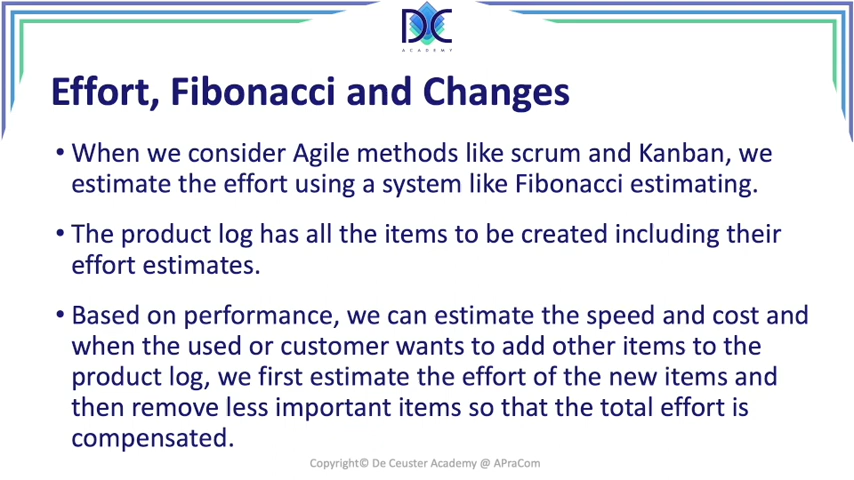 DC
ACADEMY
Effort, Fibonacci and Changes
• When we consider Agile methods like scrum and Kanban, we
estimate the effort using a system like Fibonacci estimating.
• The product log has all the items to be created including their
effort estimates.
• Based on performance, we can estimate the speed and cost and
when the used or customer wants to add other items to the
product log, we first estimate the effort of the new items and
then remove less important items so that the total effort is
compensated.
Copyright© De Ceuster Academy @ APraCom